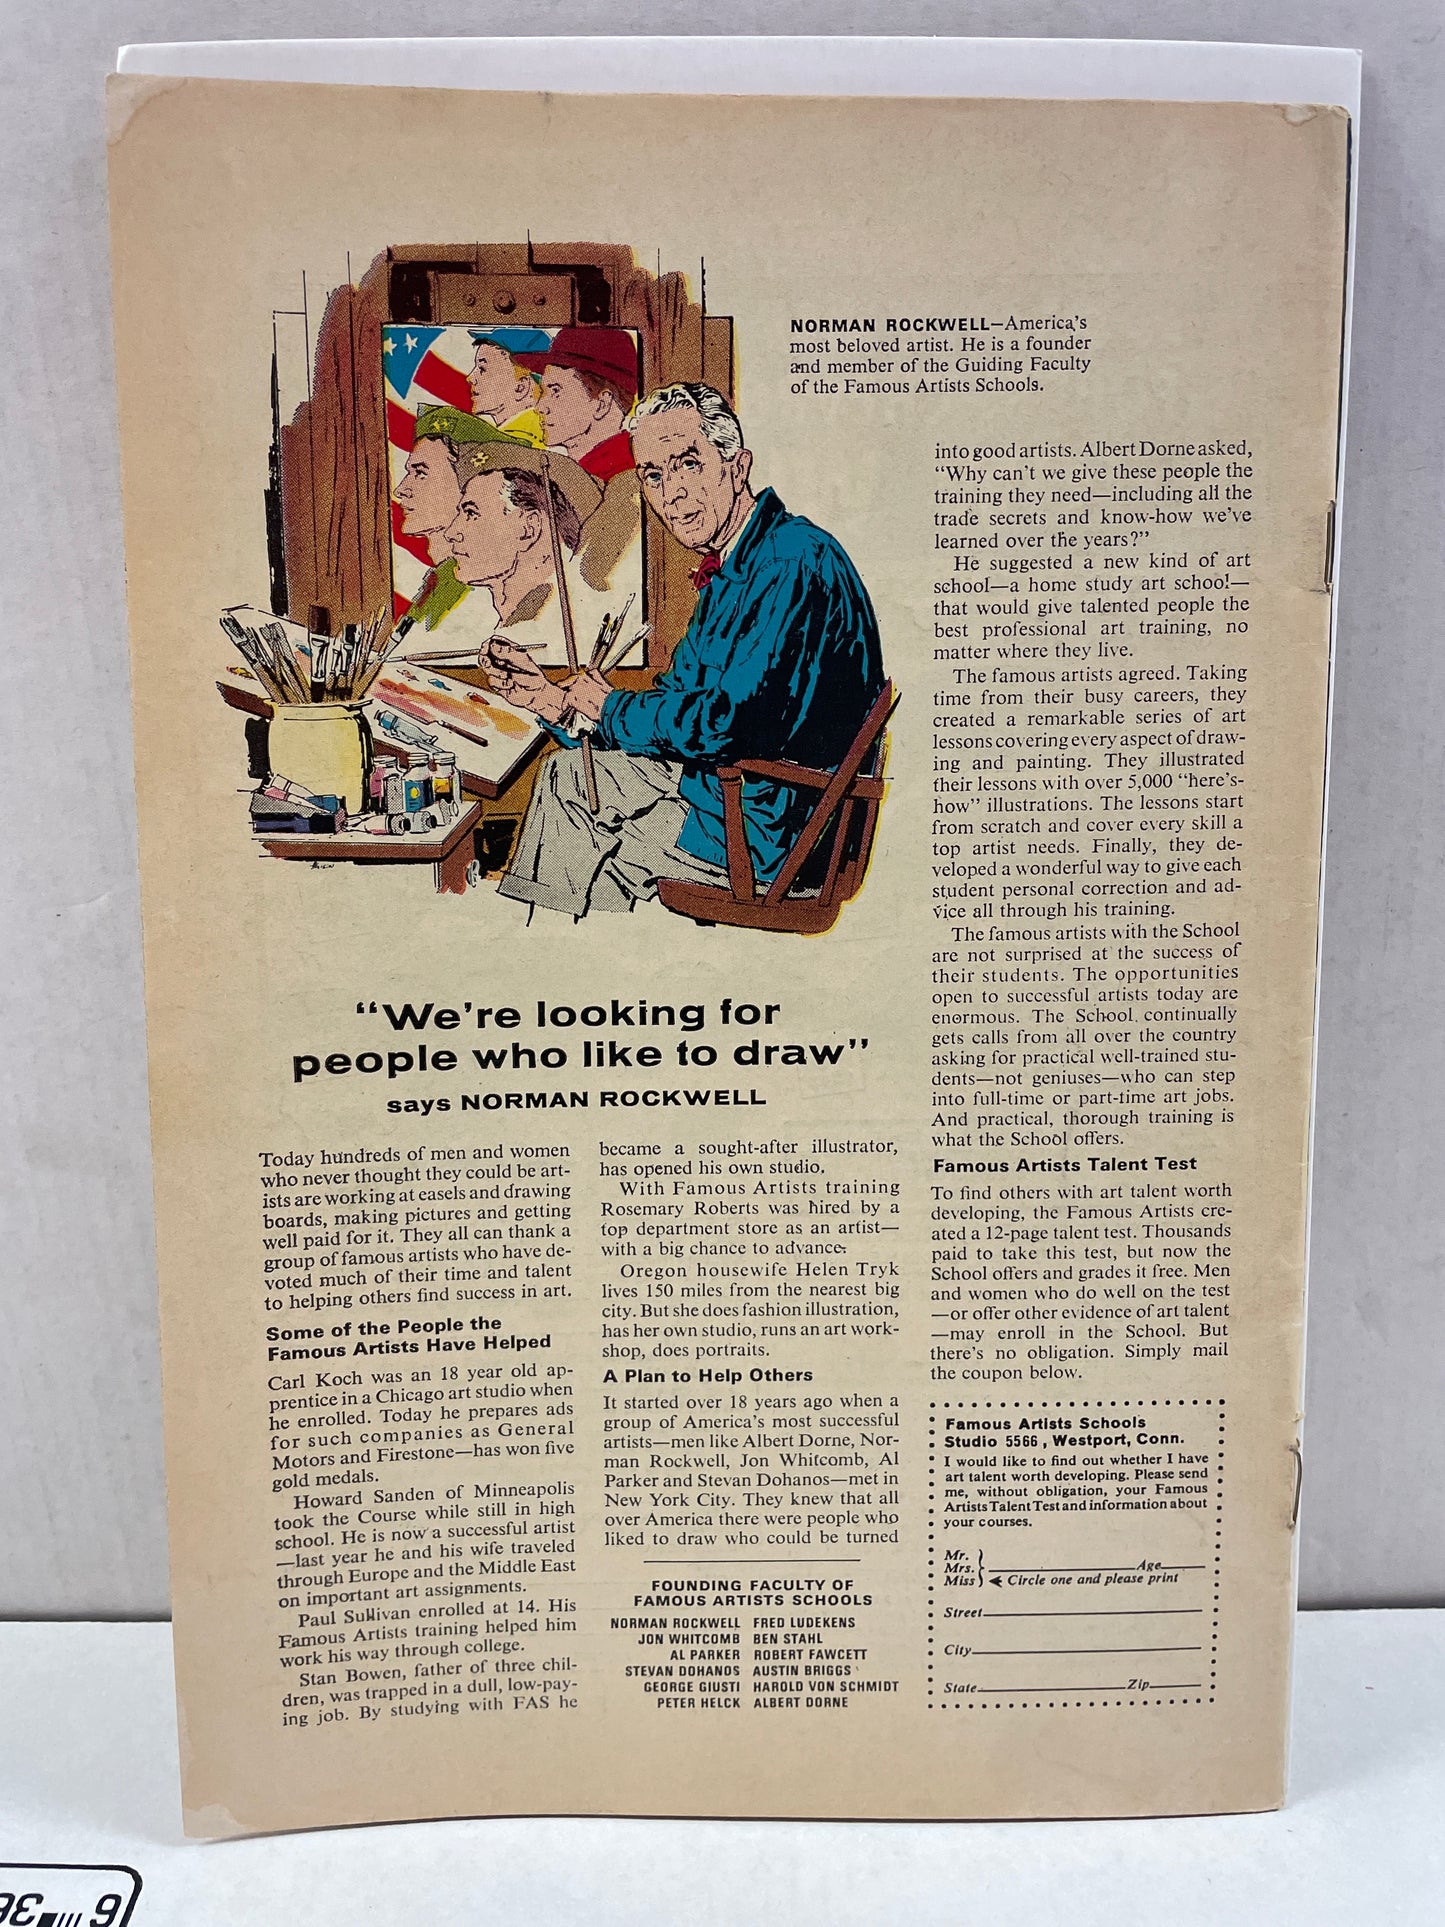 NORMAN ROCKWELL—America's
most beloved artist. He is a founder
and member of the Guiding Faculty
of the Famous Artists Schools.
"We're looking for
people who like to draw"
says NORMAN ROCKWELL
Today hundreds of men and women
who never thought they could be art-
ists are working at easels and drawing
boards, making pictures and getting
well paid for it. They all can thank a
group of famous artists who have de-
voted much of their time and talent
to helping others find success in art.
Some of the People the
Famous Artists Have Helped
Carl Koch was an 18 year old ap-
prentice in a Chicago art studio when
he enrolled. Today he prepares ads
for such companies as General
Motors and Firestone—has won five
gold medals.
Howard Sanden of Minneapolis
took the Course while still in high
school. He is now a successful artist
—last year he and his wife traveled
through Europe and the Middle East
on important art assignments.
Paul Sullivan enrolled at 14. His
Famous Artists training helped him
work his way through college.
Stan Bowen, father of three chil-
dren, was trapped in a dull, low-pay-
ing job. By studying with FAS he
became a sought-after illustrator,
has opened his own studio.
With Famous Artists training
Rosemary Roberts was hired by a
top department store as an artist—
with a big chance to advance.
Oregon housewife Helen Tryk
lives 150 miles from the nearest big
city. But she does fashion illustration,
has her own studio, runs an art work-
shop, does portraits.
A Plan to Help Others
It started over 18 years ago when a
group of America's most successful
artists—men like Albert Dorne, Nor-
man Rockwell, Jon Whitcomb, Al
Parker and Stevan Dohanos—met in
New York City. They knew that all
over America there were people who
liked to draw who could be turned
into good artists. Albert Dorne asked,
"Why can't we give these people the
training they need—including all the
trade secrets and know-how we've
learned over the years?"
He suggested a new kind of art
school—a home study art school—
that would give talented people the
best professional art training, no
matter where they live.
The famous artists agreed. Taking
time from their busy careers, they
created a remarkable series of art
lessons covering every aspect of draw-
ing and painting. They illustrated
their lessons with over 5,000 "here's-
how" illustrations. The lessons start
from scratch and cover every skill a
top artist needs. Finally, they de-
veloped a wonderful way to give each
student personal correction and ad-
vice all through his training.
The famous artists with the School
are not surprised at the success of
their students. The opportunities
open to successful artists today are
enormous. The School continually
gets calls from all over the country
asking for practical well-trained stu-
dents—not geniuses—who can step
into full-time or part-time art jobs.
And practical, thorough training is
what the School offers.
Famous Artists Talent Test
To find others with art talent worth
developing, the Famous Artists cre-
ated a 12-page talent test. Thousands
paid to take this test, but now the
School offers and grades it free. Men
and women who do well on the test
—or offer other evidence of art talent
—may enroll in the School. But
there's no obligation. Simply mail
the coupon below.
FOUNDING FACULTY OF
FAMOUS ARTISTS SCHOOLS
NORMAN ROCKWELL FRED LUDEKENS
JON WHITCOMB BEN STAHL
AL PARKER ROBERT FAWCETT
STEVAN DOHANOS AUSTIN BRIGGS
GEORGE GIUSTI HAROLD VON SCHMIDT
PETER HELCK ALBERT DORNE
Famous Artists Schools
Studio 5566, Westport, Conn.
I would like to find out whether I have
art talent worth developing. Please send
me, without obligation, your Famous
Artists Talent Test and information about
your courses.
Mr.
Mrs. Age
Miss Circle one and please print
Street
City
State Zip